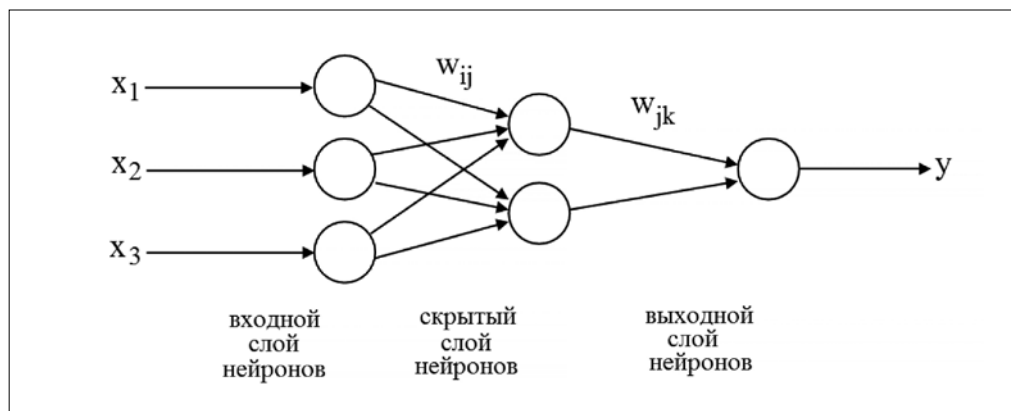 x1
wij
wjk
x2
y
x3
входной
слой
нейронов
скрытый
слой
нейронов
выходной
слой
нейронов